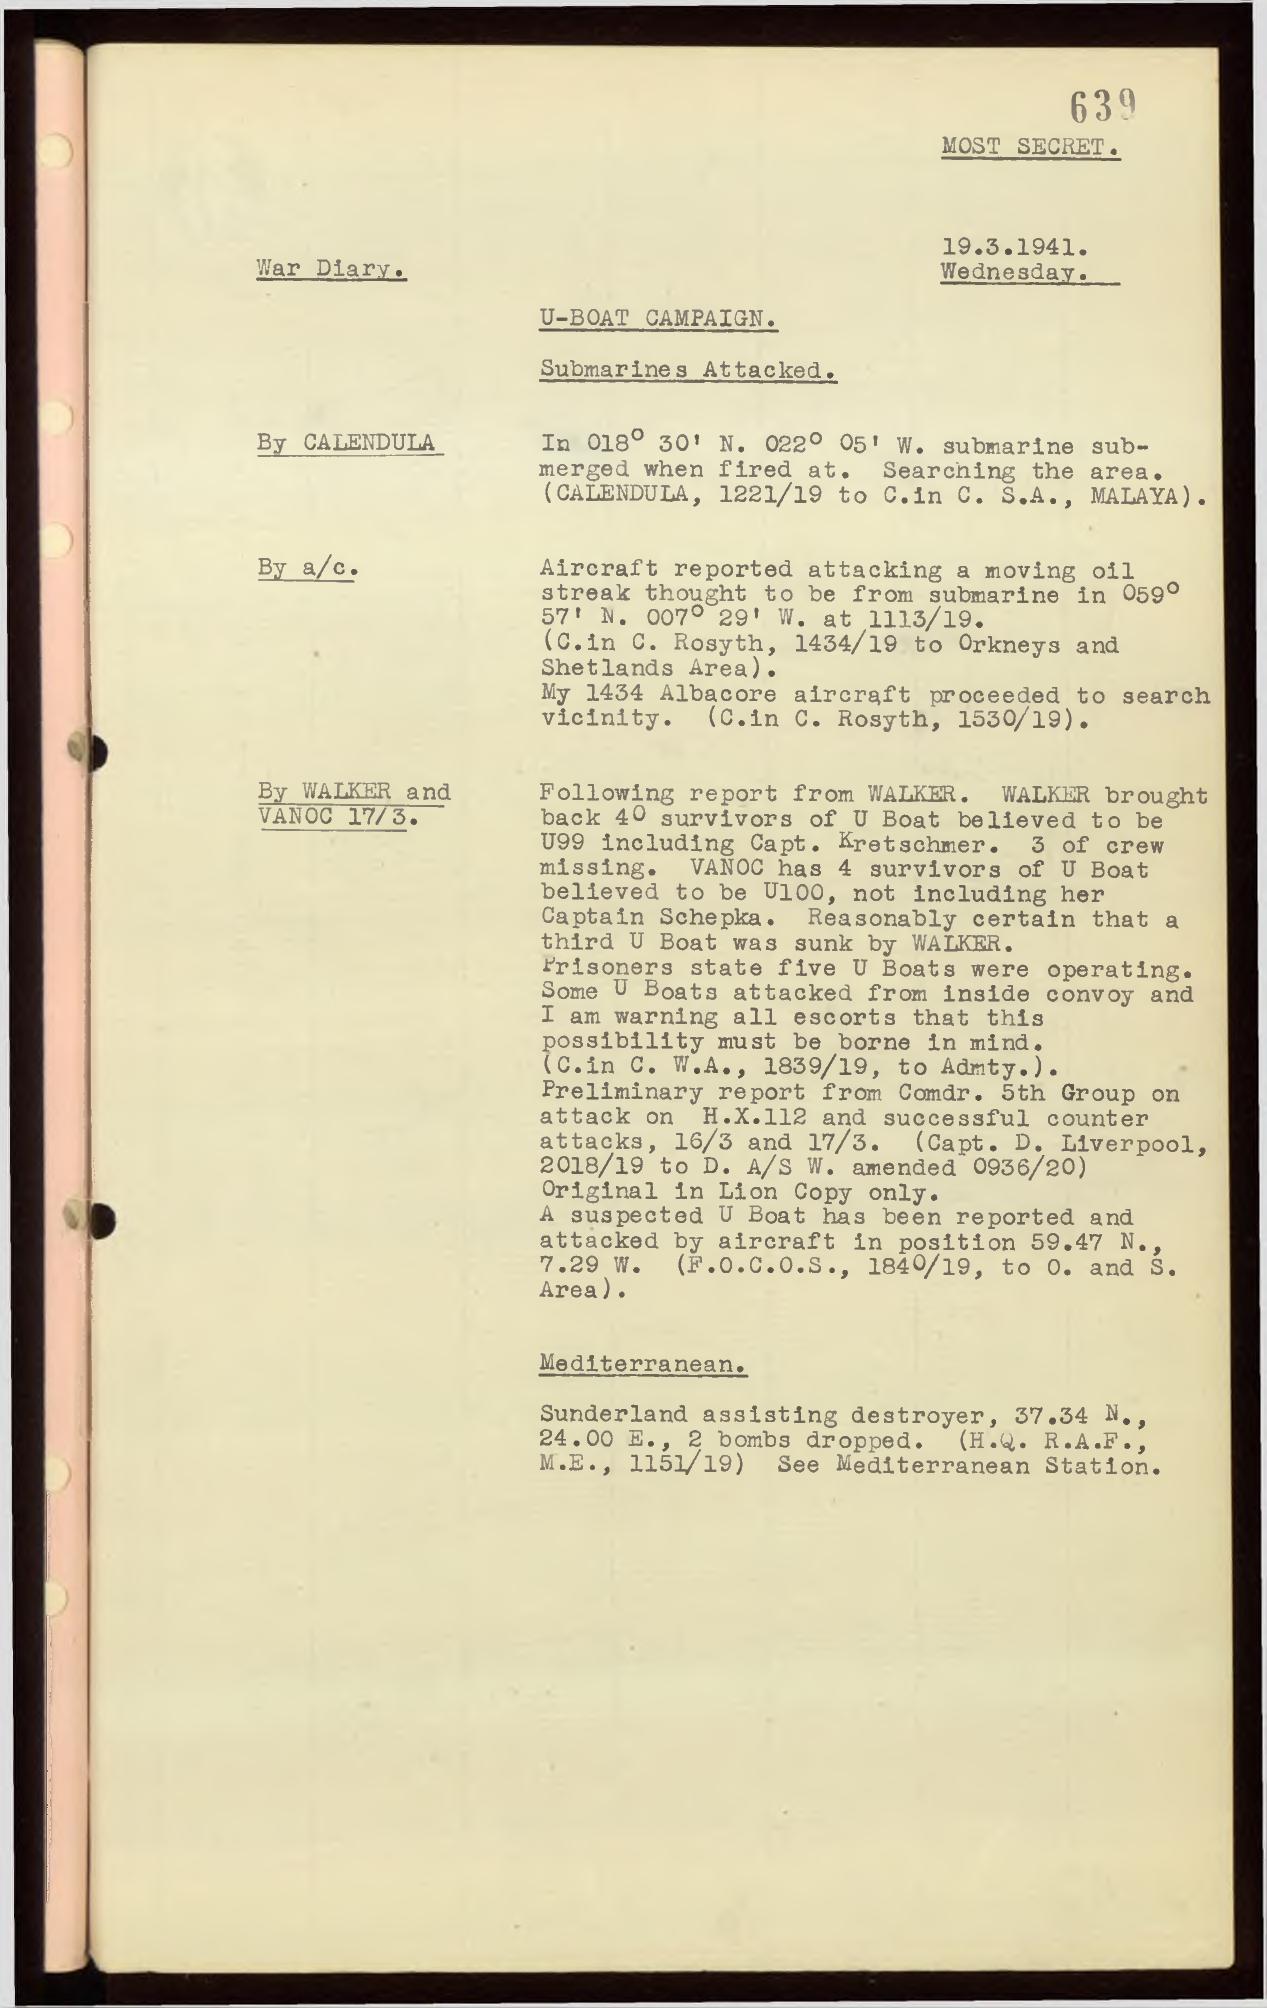 639
MOST SECRET.
19.3.1941.
War Diary.
Wednesday.
U-BOAT CAMPAIGN.
Submarines Attacked.
By CALENDULA
In 018° 30' N. 022° 05' W. submarine sub-
merged when fired at. Searching the area.
(CALENDULA, 1221/19 to C.in C. S.A., MALAYA).
By a/c.
Aircraft reported attacking a moving oil
streak thought to be from submarine in 059°
57' N. 007° 29' W. at 1113/19.
(C.in C. Rosyth, 1434/19 to Orkneys and
Shetlands Area).
My 1434 Albacore aircraft proceeded to search
vicinity. (C.in C. Rosyth, 1530/19).
By WALKER and
VANOC 17/3.
Following report from WALKER. WALKER brought
back 40 survivors of U Boat believed to be
U99 including Capt. Kretschmer. 3 of crew
missing. VANOC has 4 survivors of U Boat
believed to be U100, not including her
Captain Schepka. Reasonably certain that a
third U Boat was sunk by WALKER.
Prisoners state five U Boats were operating.
Some U Boats attacked from inside convoy and
I am warning all escorts that this
possibility must be borne in mind.
(C.in C. W.A., 1839/19, to Admty.).
Preliminary report from Comdr. 5th Group on
attack on H.X.112 and successful counter
attacks, 16/3 and 17/3. (Capt. D. Liverpool,
2018/19 to D. A/S W. amended 0936/20)
Original in Lion Copy only.
A suspected U Boat has been reported and
attacked by aircraft in position 59.47 N.,
7.29 W. (F.O.C.O.S., 1840/19, to O. and S.
Area).
Mediterranean.
Sunderland assisting destroyer, 37.34 N.,
24.00 E., 2 bombs dropped. (H.Q. R.A.F.,
M.E., 1151/19) See Mediterranean Station.